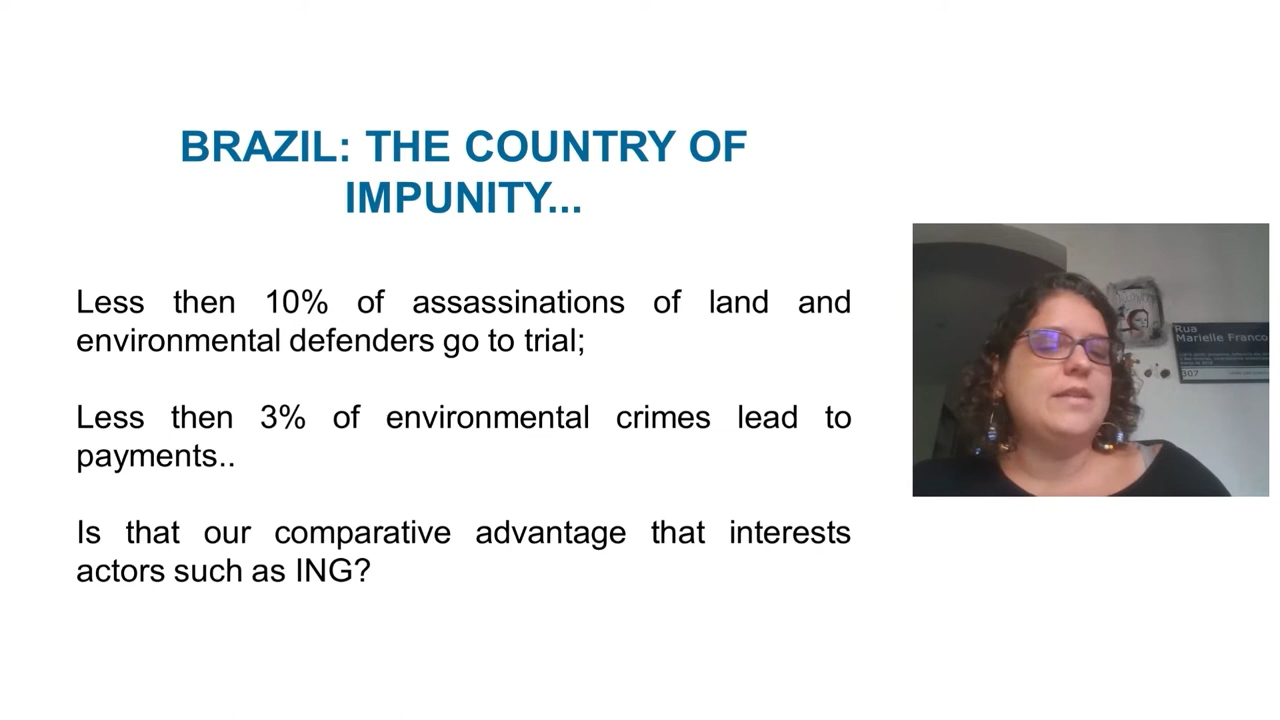 BRAZIL: THE COUNTRY OF
IMPUNITY...
Less then 10% of assassinations of land and
environmental defenders go to trial;
Less then 3% of environmental crimes lead to
payments..
Is that our comparative advantage that interests
actors such as ING?
Rua
Marielle Franco
307